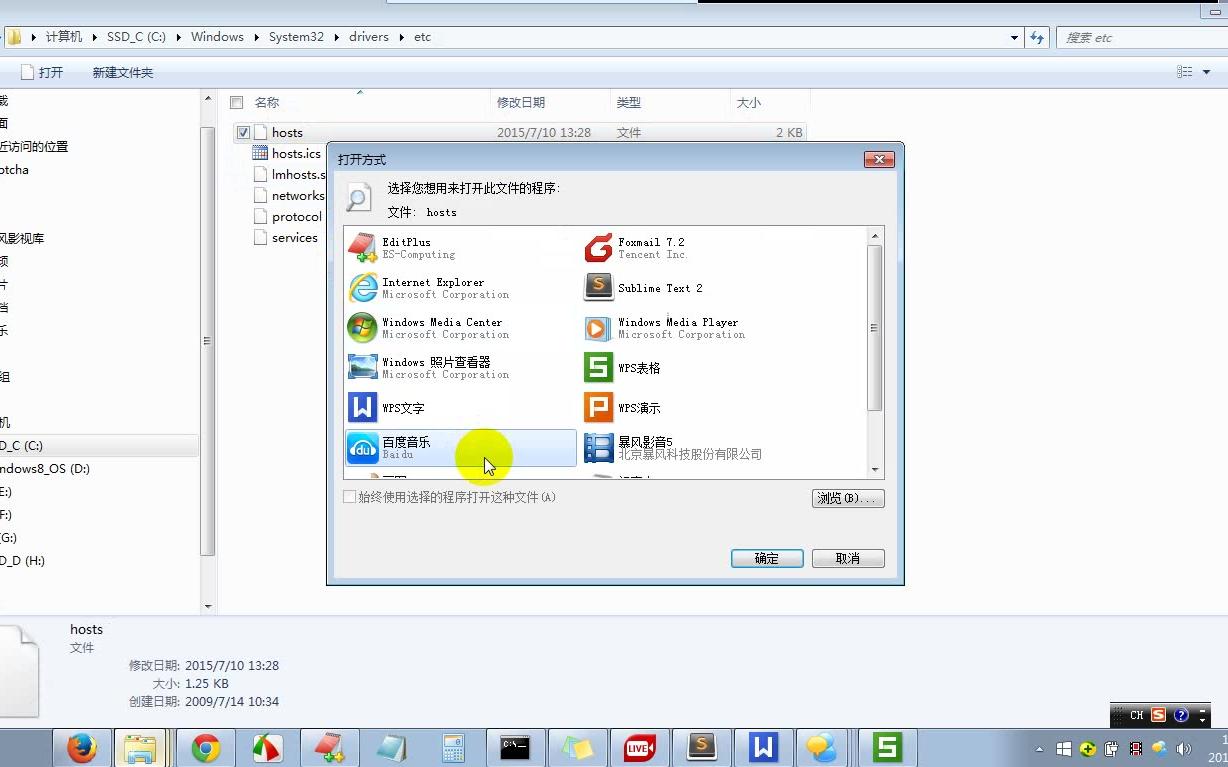 计算机 SSD_C (C:) Windows System32 drivers etc
搜索 etc
打开 新建文件夹
名称 修改日期 类型 大小
hosts 2015/7/10 13:28 文件 2 KB
hosts.ics
lmhosts.s
networks
protocol
services
载
面
近访问的位置
ptcha
风影视库
频
片
档
乐
组
机
D_C (C:)
ndows8_OS (D:)
E:)
F:)
(G:)
D_D (H:)
打开方式
选择您想用来打开此文件的程序:
文件: hosts
EditPlus
ES-Computing
Foxmail 7.2
Tencent Inc.
Internet Explorer
Microsoft Corporation
Sublime Text 2
Windows Media Center
Microsoft Corporation
Windows Media Player
Microsoft Corporation
Windows 照片查看器
Microsoft Corporation
WPS表格
WPS文字
WPS演示
百度音乐
Baidu
暴风影音5
北京暴风科技股份有限公司
始终使用选择的程序打开这种文件(A)
浏览(B)...
确定
取消
hosts
文件
修改日期: 2015/7/10 13:28
大小: 1.25 KB
创建日期: 2009/7/14 10:34
CH
LIVE
201